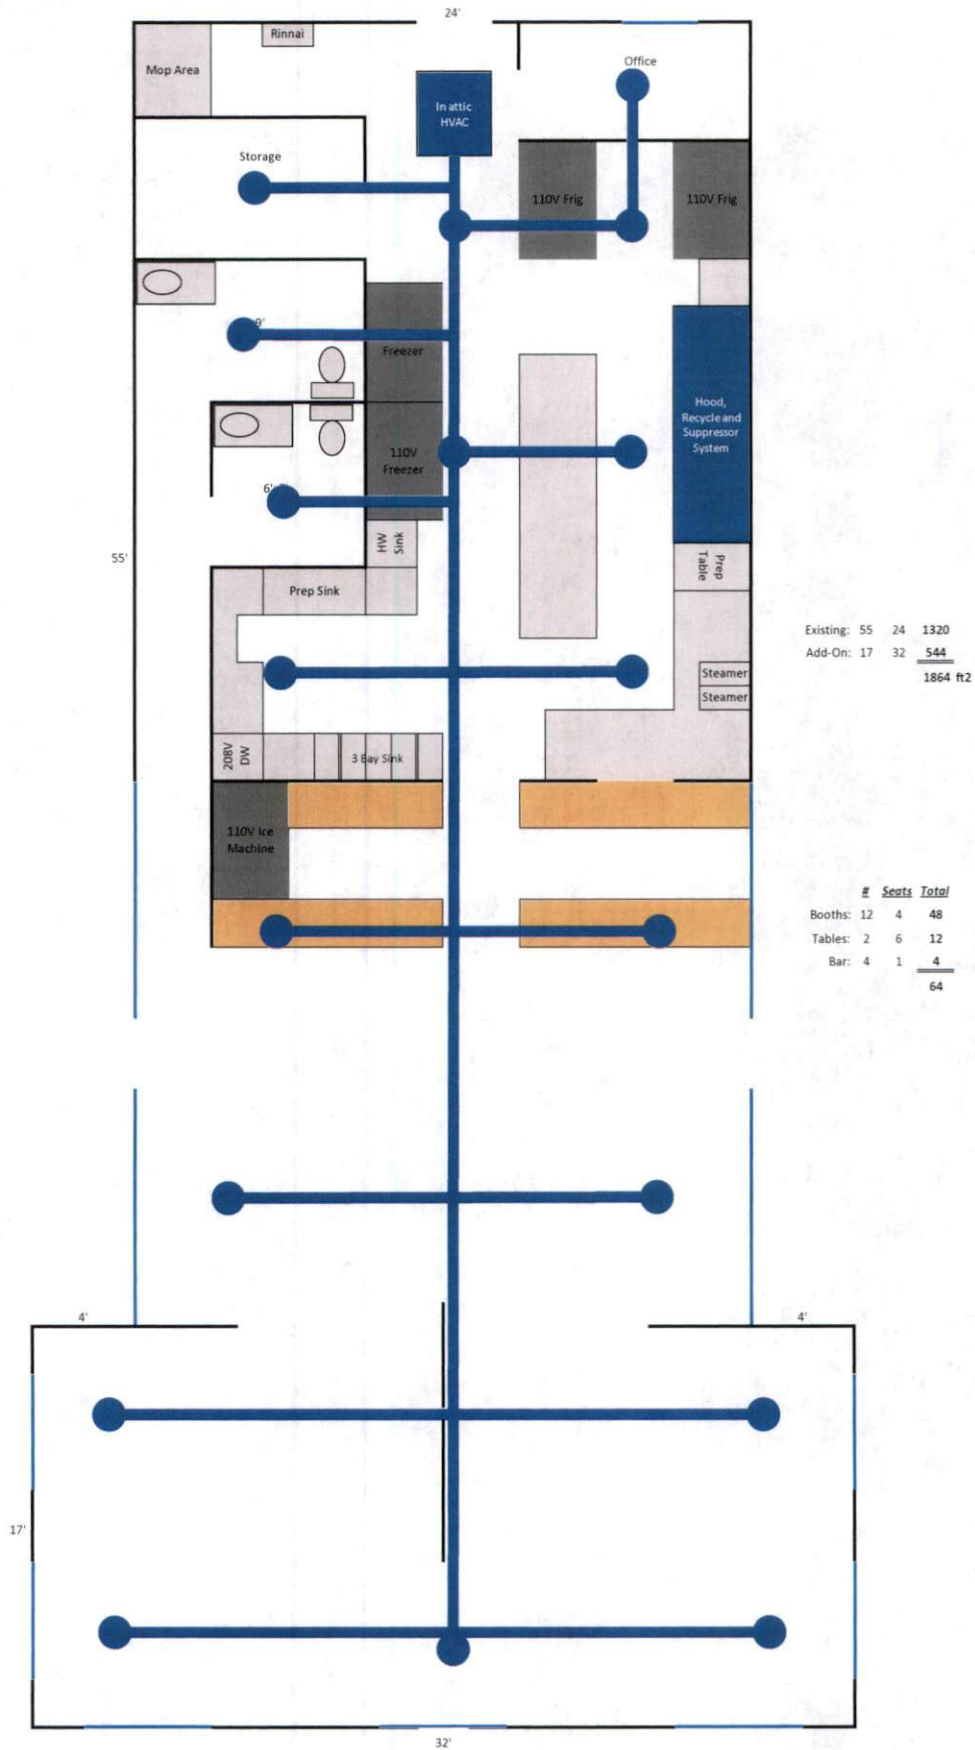 24'
Rinnai
Mop Area
Office
In attic
HVAC
Storage
110V Frig
110V Frig
9'
Freezer
Hood,
Recycle and
Suppressor
System
110V
Freezer
HW
Sink
55'
Prep
Table
Prep Sink
Existing: 55 24 1320
Add-On: 17 32 544
1864 ft2
Steamer
Steamer
208V
DW
3 Bay Sink
110V Ice
Machine
# Seats Total
Booths: 12 4 48
Tables: 2 6 12
Bar: 4 1 4
64
4'
4'
17'
32'